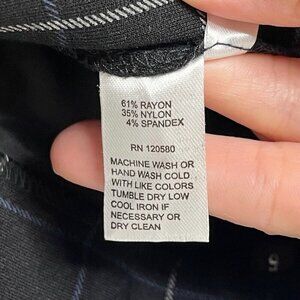 61% RAYON
35% NYLON
4% SPANDEX
RN 120580
MACHINE WASH OR
HAND WASH COLD
WITH LIKE COLORS
TUMBLE DRY LOW
COOL IRON IF
NECESSARY OR
DRY CLEAN